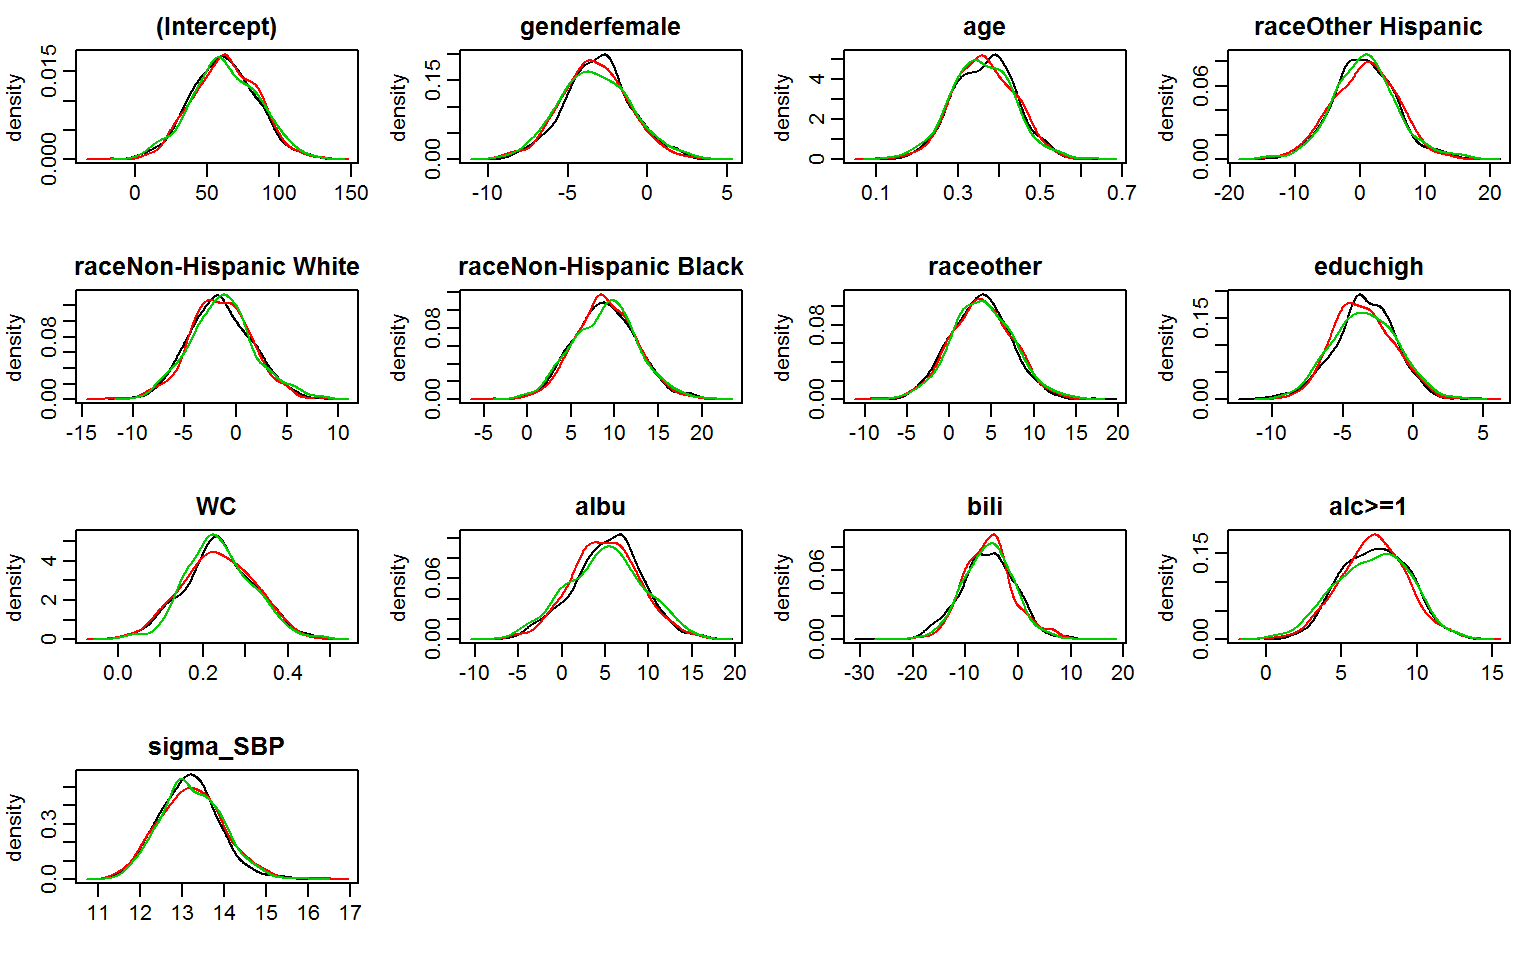 (Intercept)
density
0.000 0.015
0 50 100 150
genderfemale
density
0.00 0.15
-10 -5 0 5
age
density
0 2 4
0.1 0.3 0.5 0.7
raceOther Hispanic
density
0.00 0.06
-20 -10 0 10 20
raceNon-Hispanic White
density
0.00 0.08
-15 -10 -5 0 5 10
raceNon-Hispanic Black
density
0.00 0.08
-5 0 5 10 15 20
raceother
density
0.00 0.08
-10 -5 0 5 10 15 20
educhigh
density
0.00 0.15
-10 -5 0 5
WC
density
0 2 4
0.0 0.2 0.4
albu
density
0.00 0.06
-10 -5 0 5 10 15 20
bili
density
0.00 0.06
-30 -20 -10 0 10 20
alc>=1
density
0.00 0.15
0 5 10 15
sigma_SBP
density
0.0 0.3
11 12 13 14 15 16 17